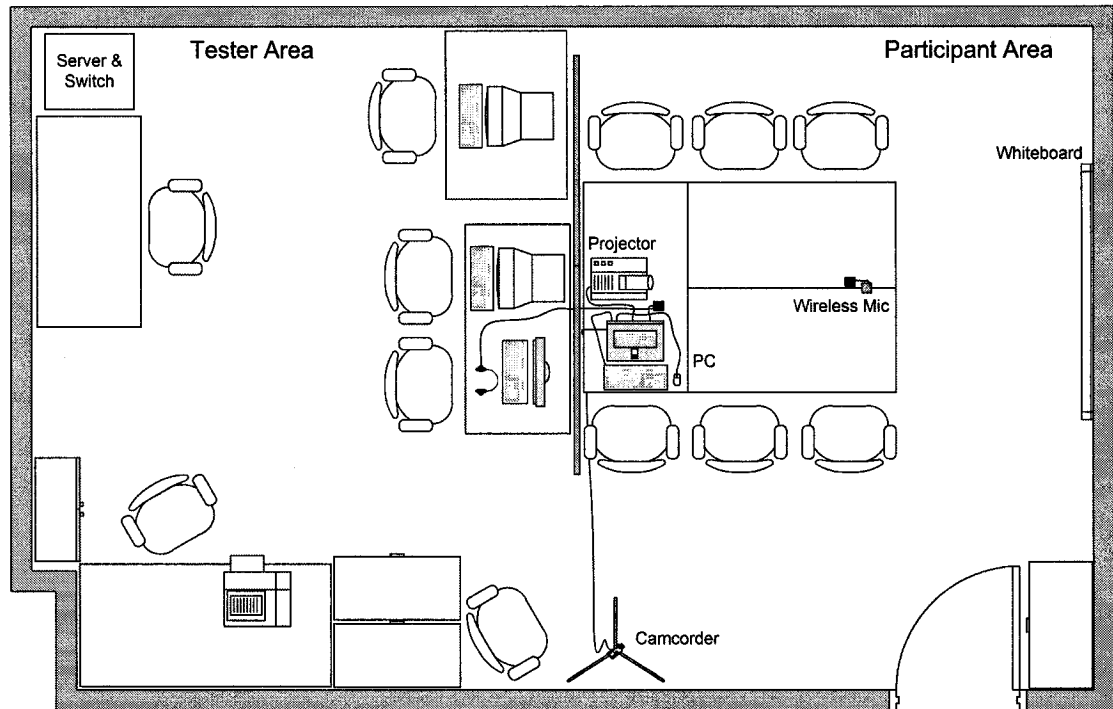 Tester Area
Participant Area
Server &
Switch
Whiteboard
Projector
Wireless Mic
PC
Camcorder